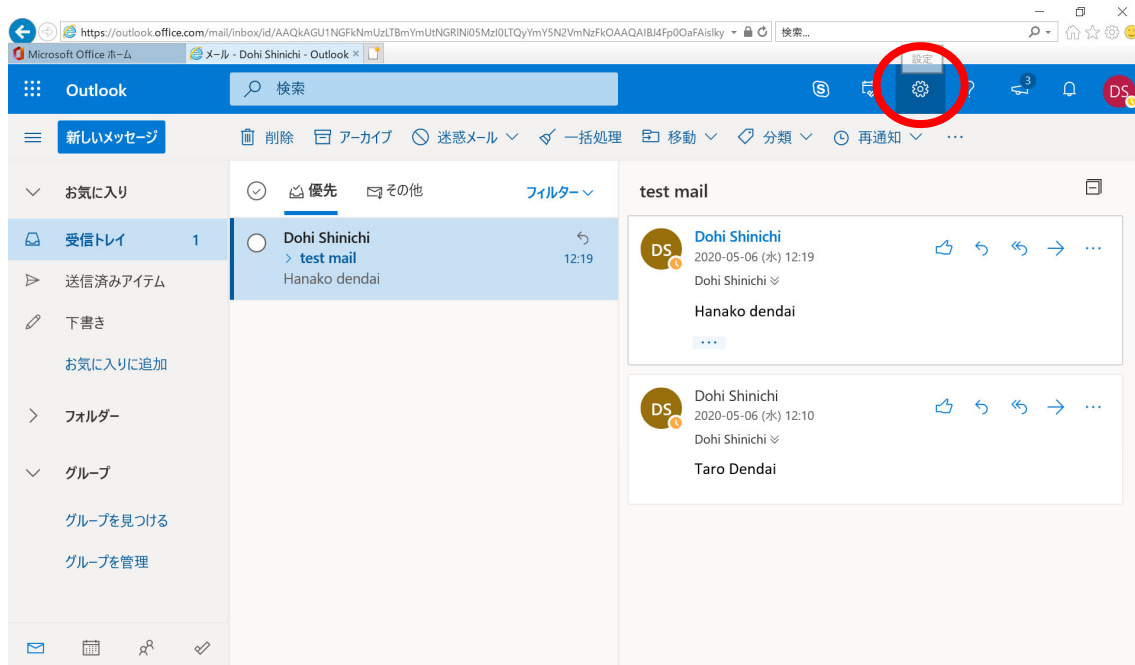 https://outlook.office.com/mail/inbox/id/AAQkAGU1NGFkNmUzLTBmYmUtNGRlNi05MzI0LTQyYmY5N2VmNzFkOAAQAIBJ4Fp0OaFAislky 検索...
Microsoft Office ホーム メール - Dohi Shinichi - Outlook
設定
Outlook 検索 3 DS
新しいメッセージ 削除 アーカイブ 迷惑メール 一括処理 移動 分類 再通知 …
お気に入り 優先 その他 フィルター test mail
受信トレイ 1
Dohi Shinichi
> test mail 12:19
Hanako dendai
DS Dohi Shinichi …
2020-05-06 (水) 12:19
Dohi Shinichi
Hanako dendai
…
送信済みアイテム
下書き
お気に入りに追加
フォルダー
グループ
グループを見つける
グループを管理
DS Dohi Shinichi …
2020-05-06 (水) 12:10
Dohi Shinichi
Taro Dendai